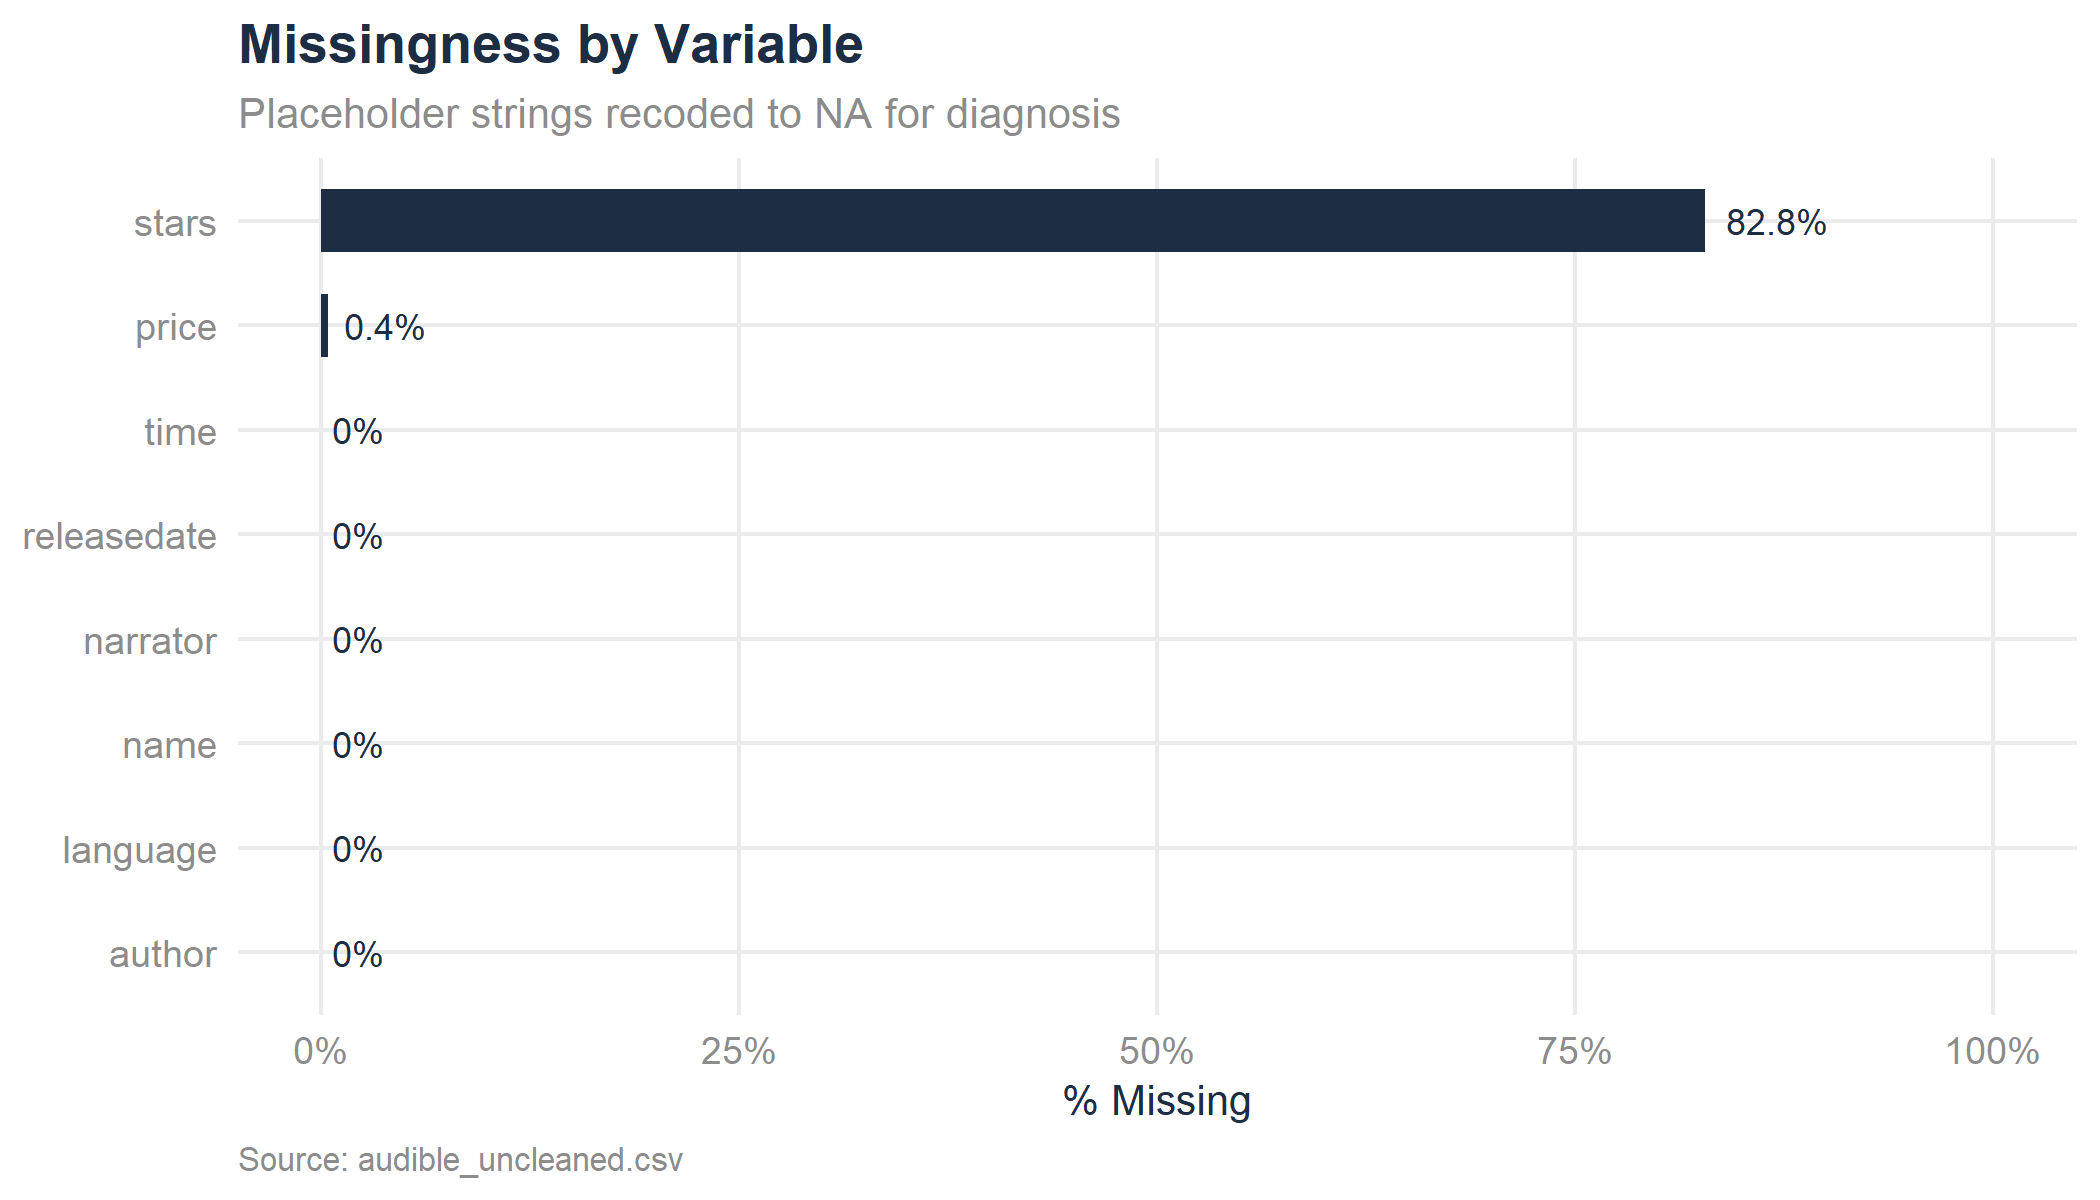 Missingness by Variable
Placeholder strings recoded to NA for diagnosis
stars 82.8%
price 0.4%
time 0%
releasedate 0%
narrator 0%
name 0%
language 0%
author 0%
0% 25% 50% 75% 100%
% Missing
Source: audible_uncleaned.csv